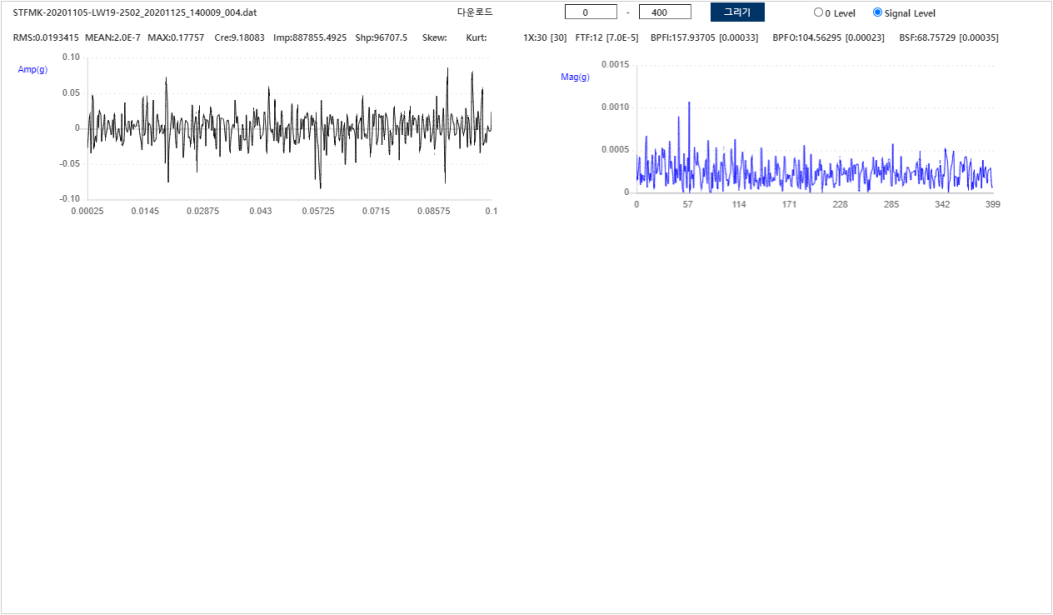 STFMK-20201105-LW19-2502_20201125_140009_004.dat 다운로드 0 - 400 그리기 0 Level Signal Level
RMS:0.0193415 MEAN:2.0E-7 MAX:0.17757 Cre:9.18083 Imp:887855.4925 Shp:96707.5 Skew: Kurt: 1X:30 [30] FTF:12 [7.0E-5] BPFI:157.93705 [0.00033] BPFO:104.56295 [0.00023] BSF:68.75729 [0.00035]
Amp(g)
0.10
0.05
0
-0.05
-0.10
0.00025 0.0145 0.02875 0.043 0.05725 0.0715 0.08575 0.1
Mag(g)
0.0015
0.0010
0.0005
0
0 57 114 171 228 285 342 399